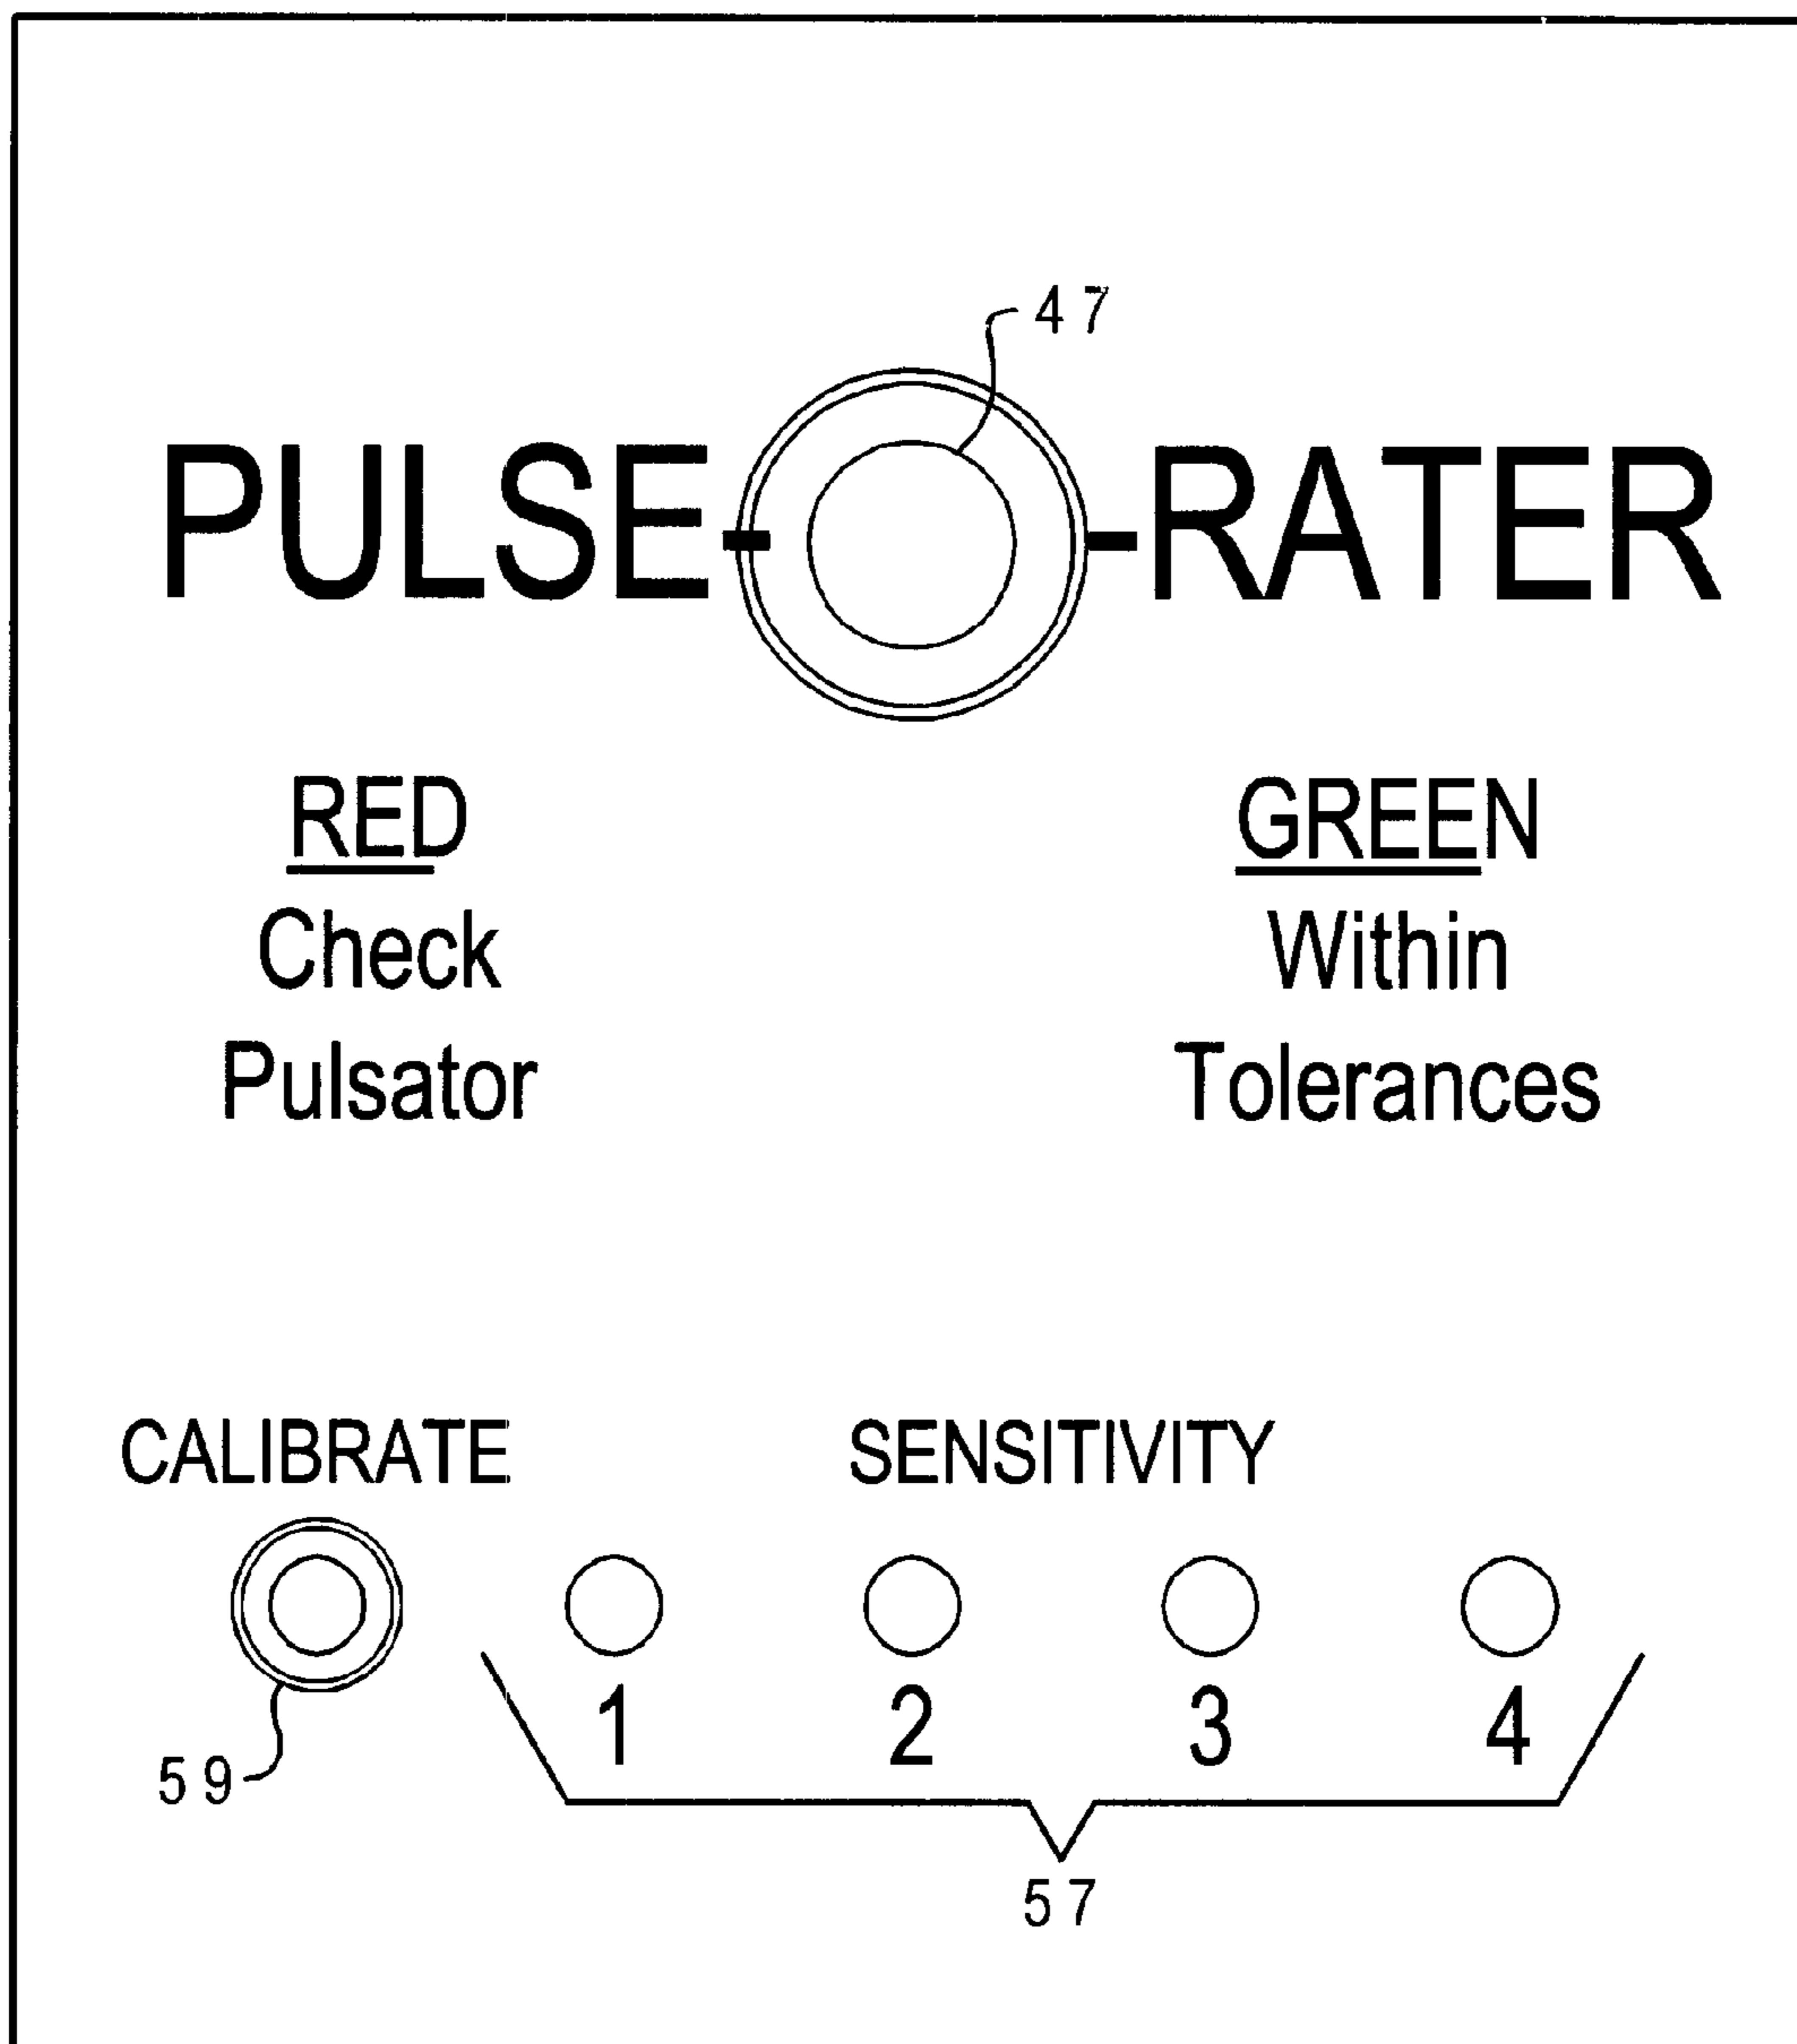 47
PULSE- -RATER
RED GREEN
Check Within
Pulsator Tolerances
CALIBRATE SENSITIVITY
1 2 3 4
59
57